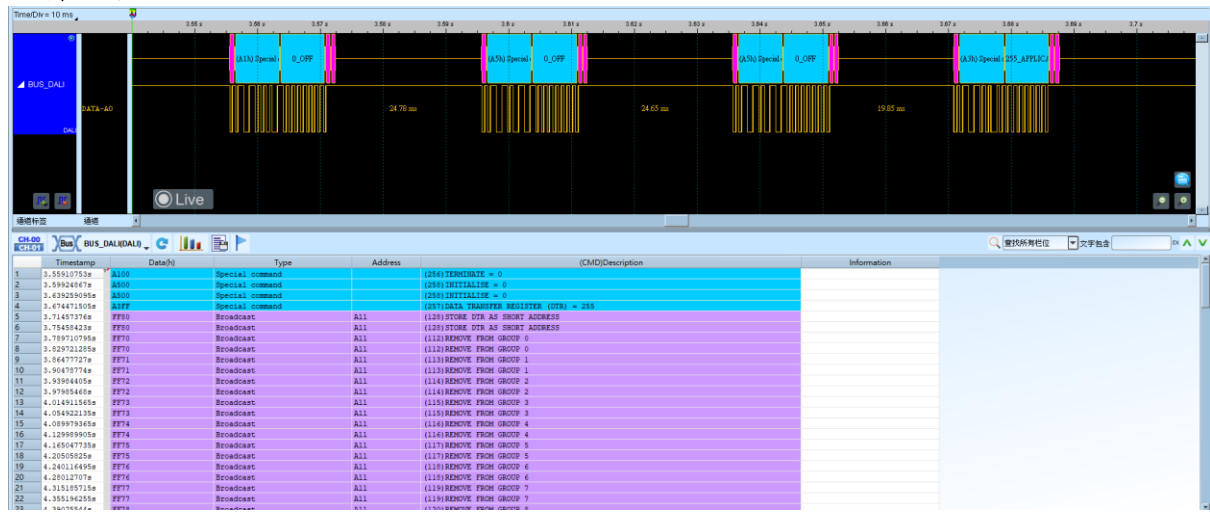 Time/Div = 10 ms
3.55 s 3.56 s 3.57 s 3.58 s 3.59 s 3.6 s 3.61 s 3.62 s 3.63 s 3.64 s 3.65 s 3.66 s 3.67 s 3.68 s 3.69 s 3.7 s
(A1h) Special 0_OFF (A5h) Special 0_OFF (A5h) Special 0_OFF (A3h) Special 255_APPLICA
BUS_DALI
DATA-A0 24.78 ms 24.65 ms 19.85 ms
DALI
Live
通道标签 通道
CH-00
CH-01 Bus BUS_DALI(DALI) 查找所有栏位 文字包含
Timestamp Data(h) Type Address (CMD)Description Information
1 3.55910753s A100 Special command (256)TERMINATE = 0
2 3.59924867s A500 Special command (258)INITIALISE = 0
3 3.639259095s A500 Special command (258)INITIALISE = 0
4 3.674471505s A3FF Special command (257)DATA TRANSFER REGISTER (DTR) = 255
5 3.71457376s FF80 Broadcast All (128)STORE DTR AS SHORT ADDRESS
6 3.75458423s FF80 Broadcast All (128)STORE DTR AS SHORT ADDRESS
7 3.789710795s FF70 Broadcast All (112)REMOVE FROM GROUP 0
8 3.829721285s FF70 Broadcast All (112)REMOVE FROM GROUP 0
9 3.86477727s FF71 Broadcast All (113)REMOVE FROM GROUP 1
10 3.90478774s FF71 Broadcast All (113)REMOVE FROM GROUP 1
11 3.93984405s FF72 Broadcast All (114)REMOVE FROM GROUP 2
12 3.97985468s FF72 Broadcast All (114)REMOVE FROM GROUP 2
13 4.014911565s FF73 Broadcast All (115)REMOVE FROM GROUP 3
14 4.054922135s FF73 Broadcast All (115)REMOVE FROM GROUP 3
15 4.089979365s FF74 Broadcast All (116)REMOVE FROM GROUP 4
16 4.129989905s FF74 Broadcast All (116)REMOVE FROM GROUP 4
17 4.165047735s FF75 Broadcast All (117)REMOVE FROM GROUP 5
18 4.20505825s FF75 Broadcast All (117)REMOVE FROM GROUP 5
19 4.240116495s FF76 Broadcast All (118)REMOVE FROM GROUP 6
20 4.28012707s FF76 Broadcast All (118)REMOVE FROM GROUP 6
21 4.315185715s FF77 Broadcast All (119)REMOVE FROM GROUP 7
22 4.355196255s FF77 Broadcast All (119)REMOVE FROM GROUP 7
23 4.39025544s FF78 Broadcast All (120)REMOVE FROM GROUP 8